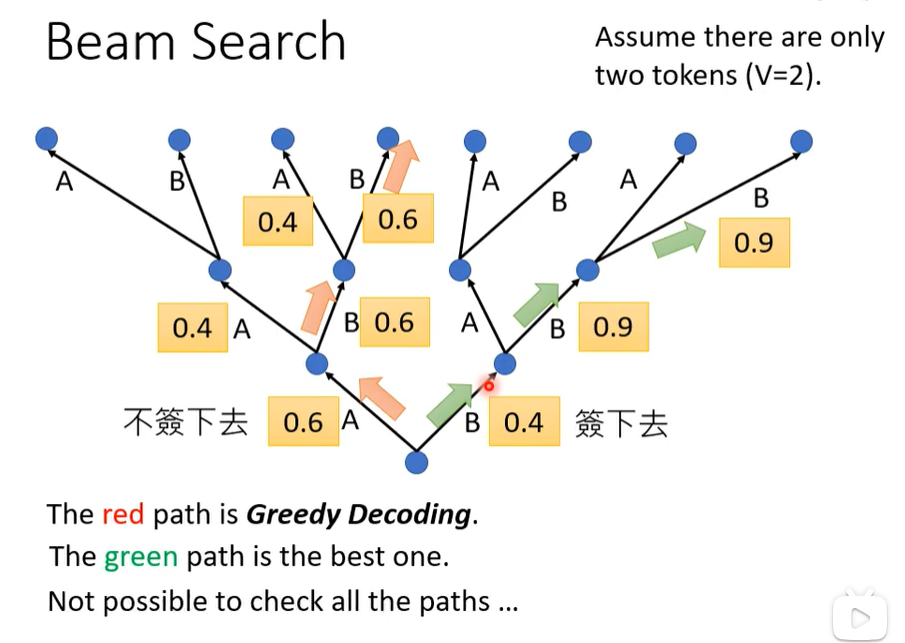 Beam Search
Assume there are only
two tokens (V=2).
A
B
A
B
A
B
A
B
0.4
0.6
0.9
0.4 A
B 0.6
A
B 0.9
不簽下去
0.6 A
B 0.4
簽下去
The red path is Greedy Decoding.
The green path is the best one.
Not possible to check all the paths ...